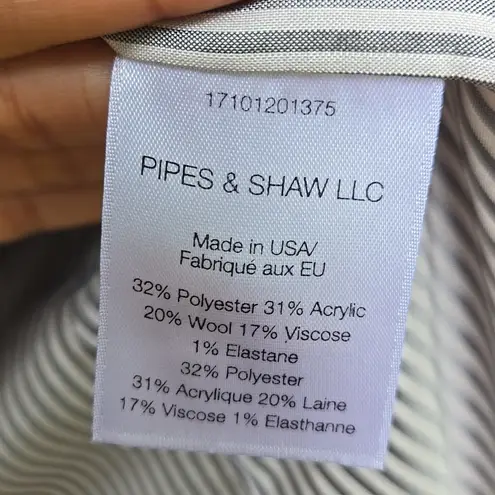 17101201375
PIPES & SHAW LLC
Made in USA/
Fabriqué aux EU
32% Polyester 31% Acrylic
20% Wool 17% Viscose
1% Elastane
32% Polyester
31% Acrylique 20% Laine
17% Viscose 1% Elasthanne